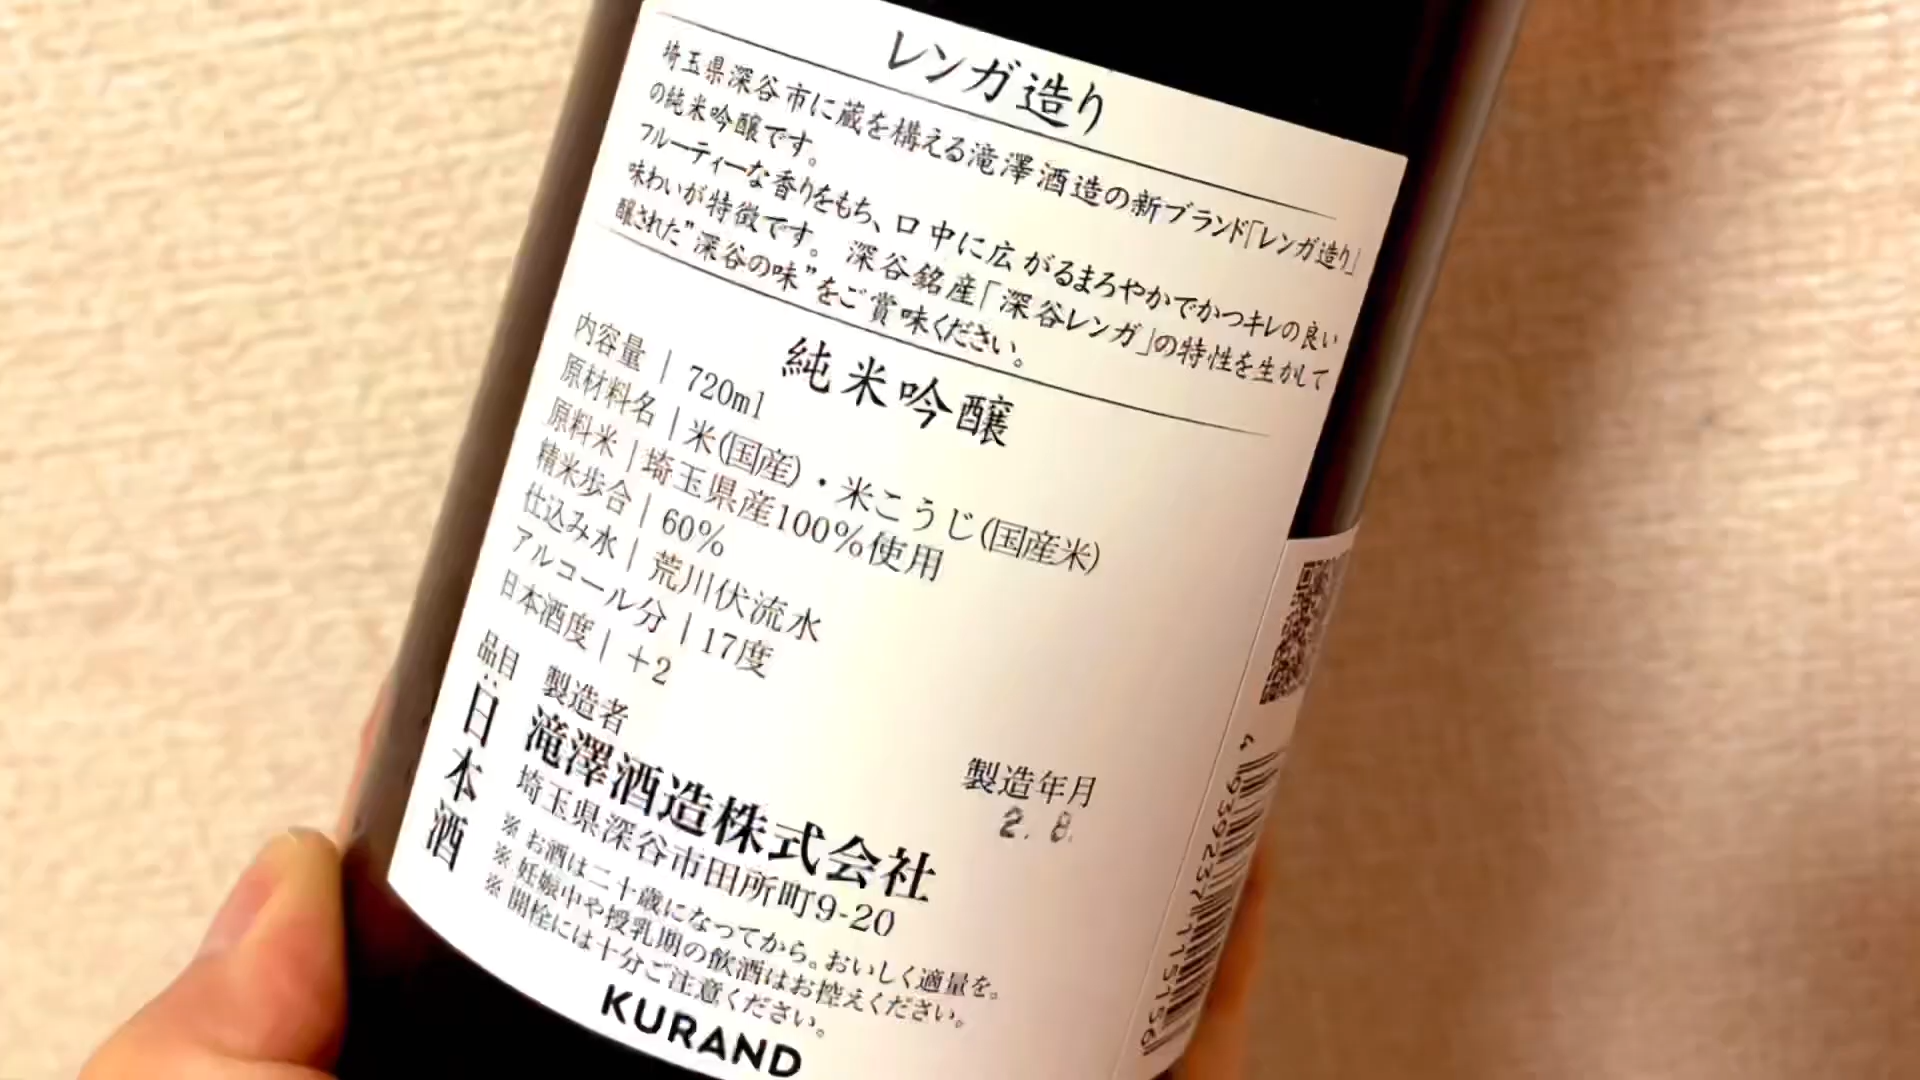 レンガ造り
埼玉県深谷市に蔵を構える滝澤酒造の新ブランド「レンガ造り」
の純米吟醸です。
フルーティーな香りをもち、口中に広がるまろやかでかつキレの良い
味わいが特徴です。深谷銘産「深谷レンガ」の特性を生かして
醸された"深谷の味"をご賞味ください。
純米吟醸
内容量 | 720ml
原材料名 | 米(国産)・米こうじ(国産米)
原料米 | 埼玉県産100%使用
精米歩合 | 60%
仕込み水 | 荒川伏流水
アルコール分 | 17度
日本酒度 | +2
品目
日本酒
製造者
滝澤酒造株式会社
埼玉県深谷市田所町9-20
製造年月
2. 8.
※ お酒は二十歳になってから。おいしく適量を。
※ 妊娠中や授乳期の飲酒はお控えください。
※ 開栓には十分ご注意ください。
KURAND
4 939237 115156